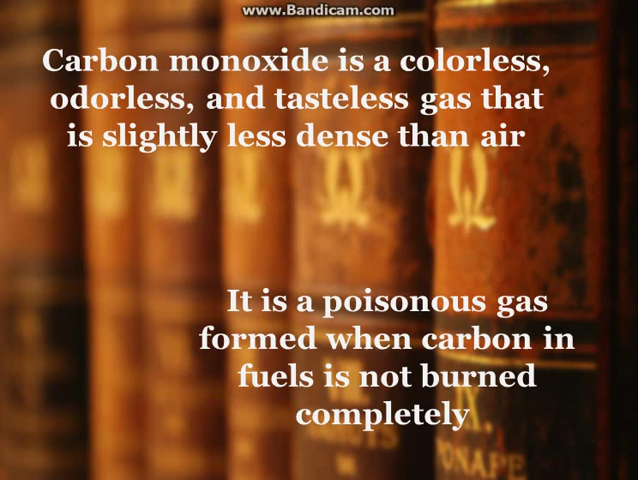 www.Bandicam.com
Carbon monoxide is a colorless,
odorless, and tasteless gas that
is slightly less dense than air
It is a poisonous gas
formed when carbon in
fuels is not burned
completely
IX.